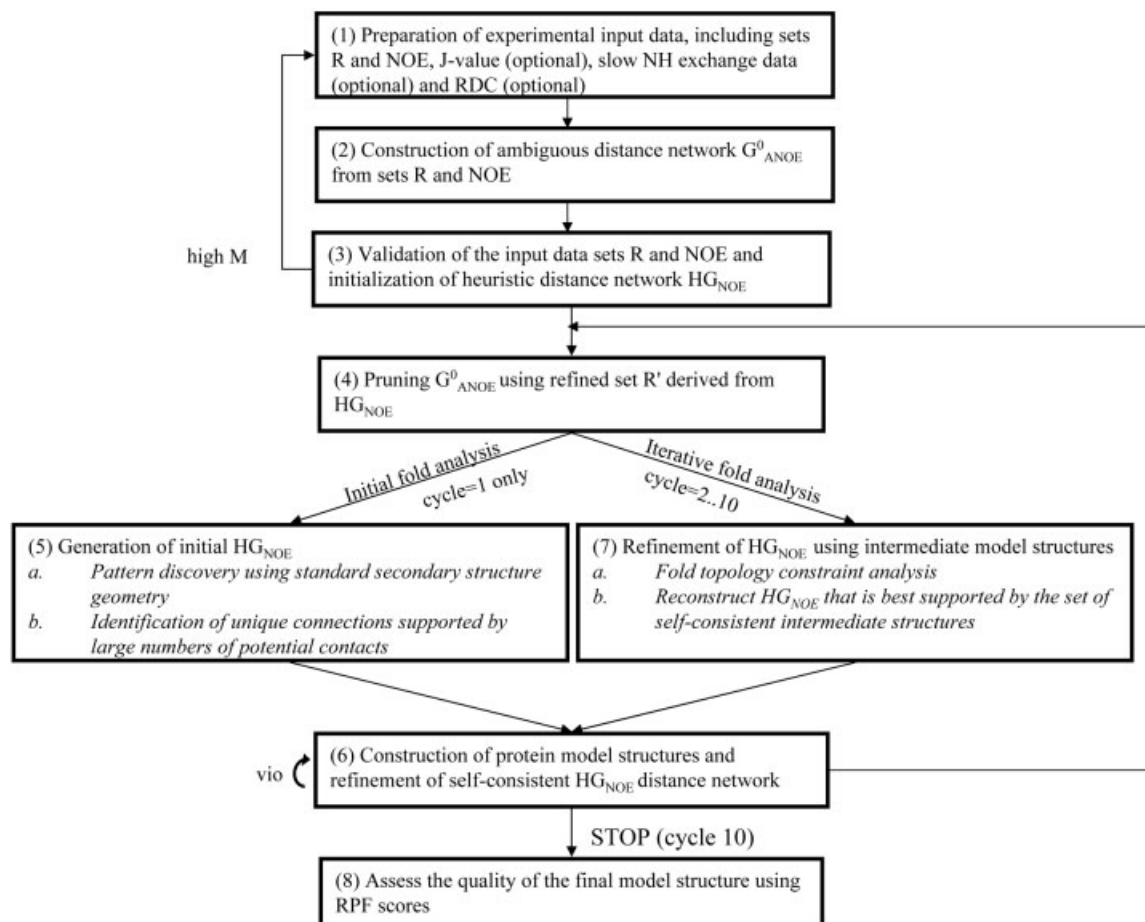 (1) Preparation of experimental input data, including sets
R and NOE, J-value (optional), slow NH exchange data
(optional) and RDC (optional)
(2) Construction of ambiguous distance network G⁰ANOE
from sets R and NOE
high M
(3) Validation of the input data sets R and NOE and
initialization of heuristic distance network HGNOE
(4) Pruning G⁰ANOE using refined set R' derived from
HGNOE
Initial fold analysis
cycle=1 only
Iterative fold analysis
cycle=2..10
(5) Generation of initial HGNOE
a. Pattern discovery using standard secondary structure
geometry
b. Identification of unique connections supported by
large numbers of potential contacts
(7) Refinement of HGNOE using intermediate model structures
a. Fold topology constraint analysis
b. Reconstruct HGNOE that is best supported by the set of
self-consistent intermediate structures
vio
(6) Construction of protein model structures and
refinement of self-consistent HGNOE distance network
STOP (cycle 10)
(8) Assess the quality of the final model structure using
RPF scores